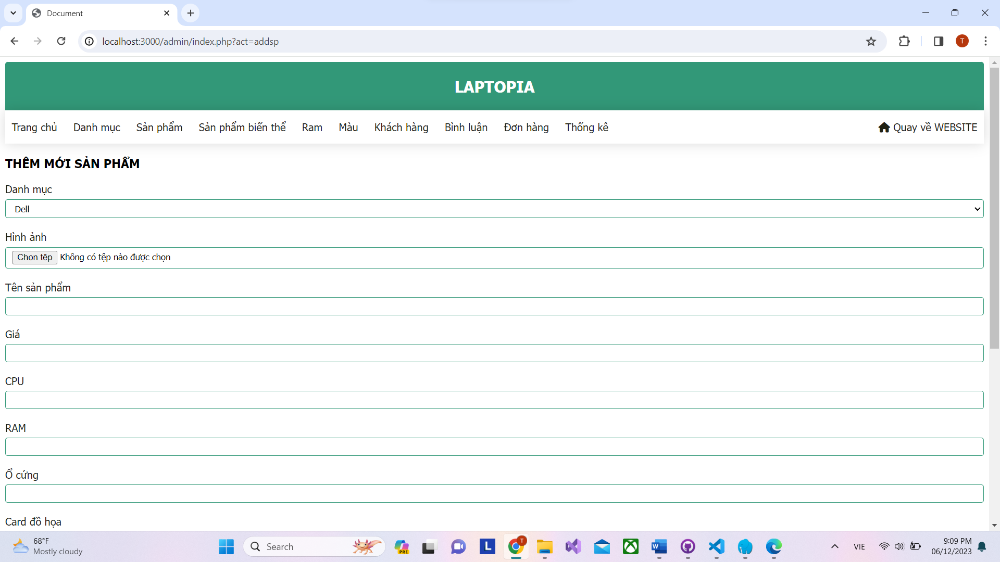 Document
localhost:3000/admin/index.php?act=addsp
T
LAPTOPIA
Trang chủ Danh mục Sản phẩm Sản phẩm biến thể Ram Màu Khách hàng Bình luận Đơn hàng Thống kê Quay về WEBSITE
THÊM MỚI SẢN PHẨM
Danh mục
Dell
Hình ảnh
Chọn tệp Không có tệp nào được chọn
Tên sản phẩm
Giá
CPU
RAM
Ổ cứng
Card đồ họa
68°F
Mostly cloudy
Search
PRE
L
T
W
VIE
9:09 PM
06/12/2023